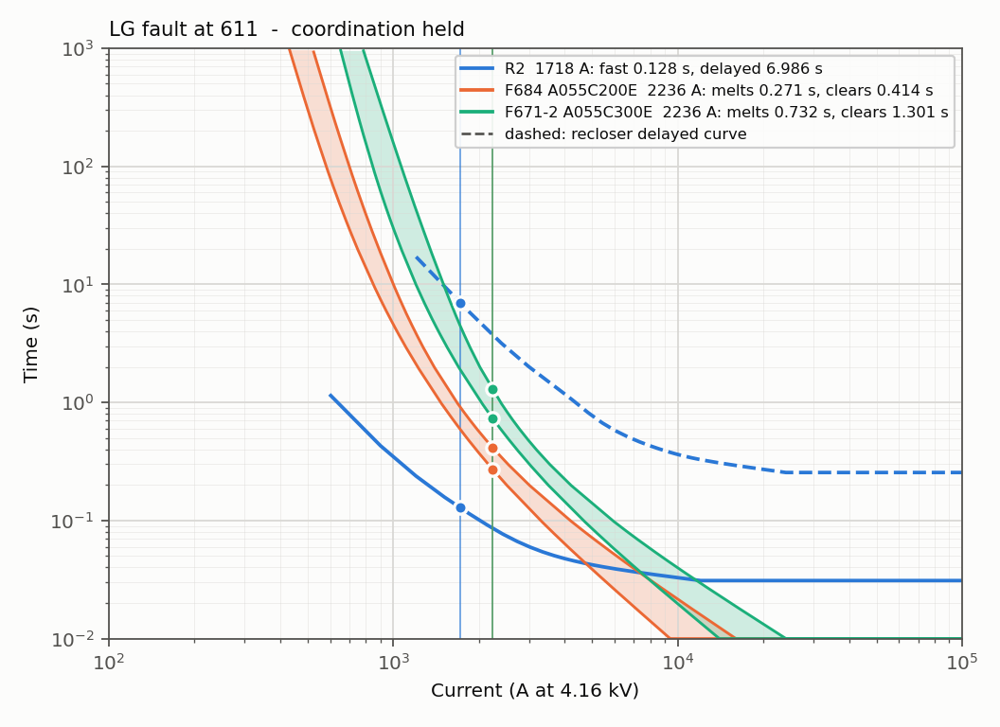 LG fault at 611  -  coordination held
R2  1718 A: fast 0.128 s, delayed 6.986 s
F684 A055C200E  2236 A: melts 0.271 s, clears 0.414 s
F671-2 A055C300E  2236 A: melts 0.732 s, clears 1.301 s
dashed: recloser delayed curve
Time (s)
10³
10²
10¹
10⁰
10⁻¹
10⁻²
10² 10³ 10⁴ 10⁵
Current (A at 4.16 kV)